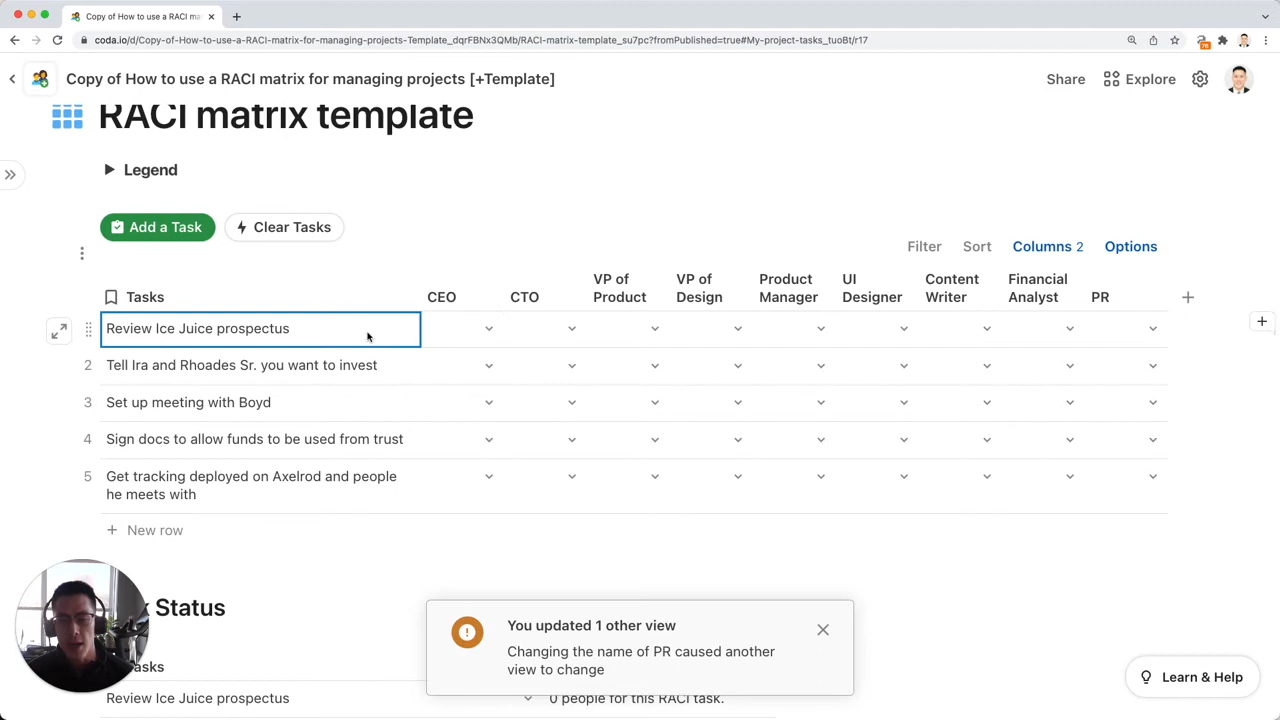 Copy of How to use a RACI ma
coda.io/d/Copy-of-How-to-use-a-RACI-matrix-for-managing-projects-Template_dqrFBNx3QMb/RACI-matrix-template_su7pc?fromPublished=true#My-project-tasks_tuoBt/r17
76
Copy of How to use a RACI matrix for managing projects [+Template]
Share
Explore
RACI matrix template
Legend
Add a Task
Clear Tasks
Filter
Sort
Columns 2
Options
Tasks
CEO
CTO
VP of
Product
VP of
Design
Product
Manager
UI
Designer
Content
Writer
Financial
Analyst
PR
Review Ice Juice prospectus
2 Tell Ira and Rhoades Sr. you want to invest
3 Set up meeting with Boyd
4 Sign docs to allow funds to be used from trust
5 Get tracking deployed on Axelrod and people
he meets with
New row
Status
You updated 1 other view
Changing the name of PR caused another
view to change
asks
Review Ice Juice prospectus
0 people for this RACI task.
Learn & Help